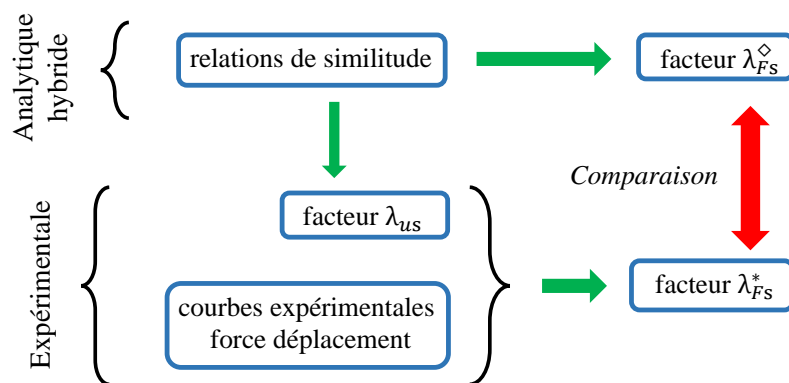 Analytique
hybride
relations de similitude
facteur λ◇Fs
Comparaison
Expérimentale
facteur λus
courbes expérimentales
force déplacement
facteur λ*Fs